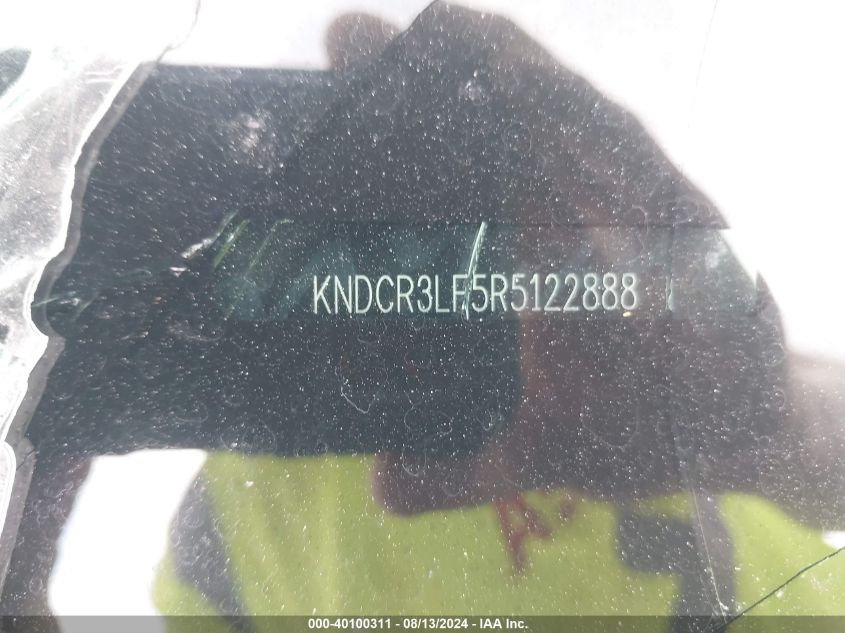 KNDCR3LF5R5122888
000-40100311 - 08/13/2024 - IAA Inc.